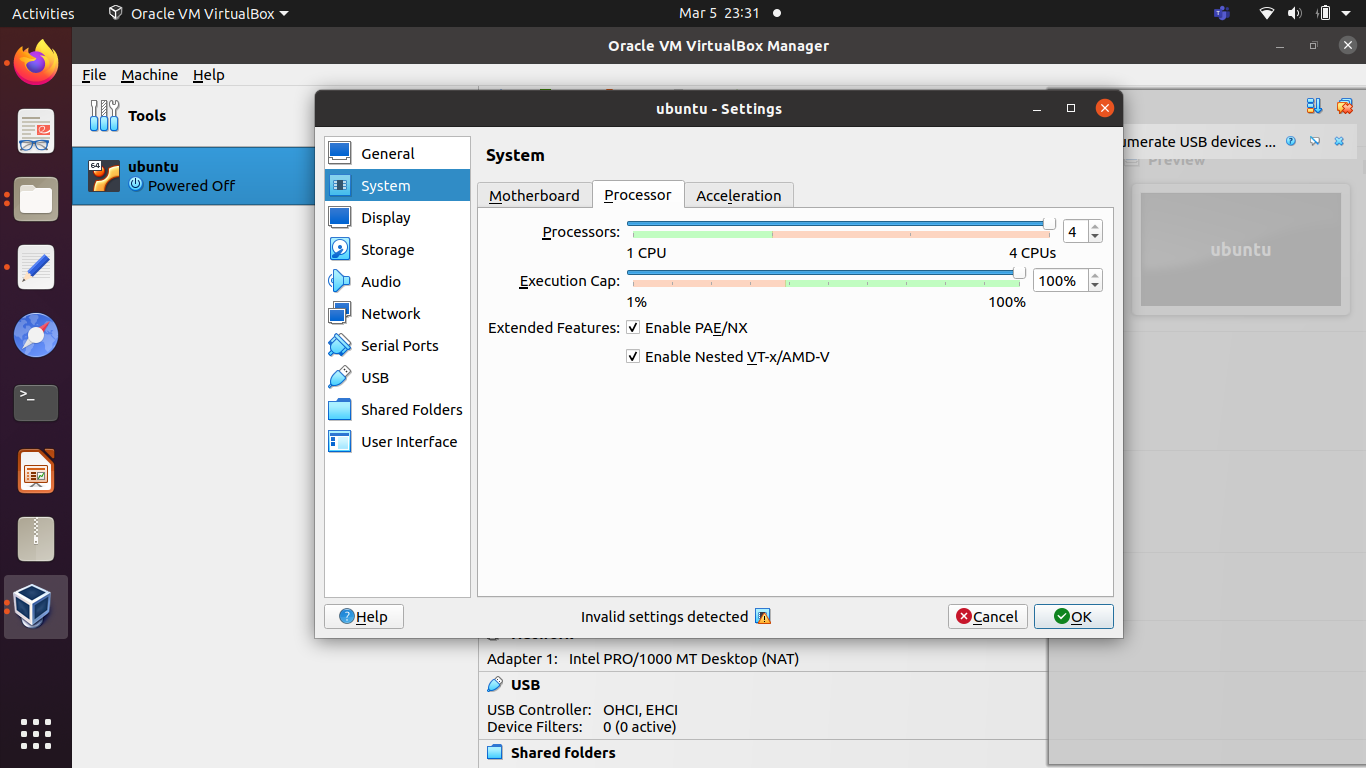 Activities Oracle VM VirtualBox Mar 5 23:31
Oracle VM VirtualBox Manager
File Machine Help
Tools
64 ubuntu
Powered Off
ubuntu - Settings
General
System
Display
Storage
Audio
Network
Serial Ports
USB
Shared Folders
User Interface
System
Motherboard Processor Acceleration
Processors: 4
1 CPU 4 CPUs
Execution Cap: 100%
1% 100%
Extended Features: Enable PAE/NX
Enable Nested VT-x/AMD-V
Help Invalid settings detected Cancel OK
umerate USB devices ...
Preview
ubuntu
Network
Adapter 1: Intel PRO/1000 MT Desktop (NAT)
USB
USB Controller: OHCI, EHCI
Device Filters: 0 (0 active)
Shared folders